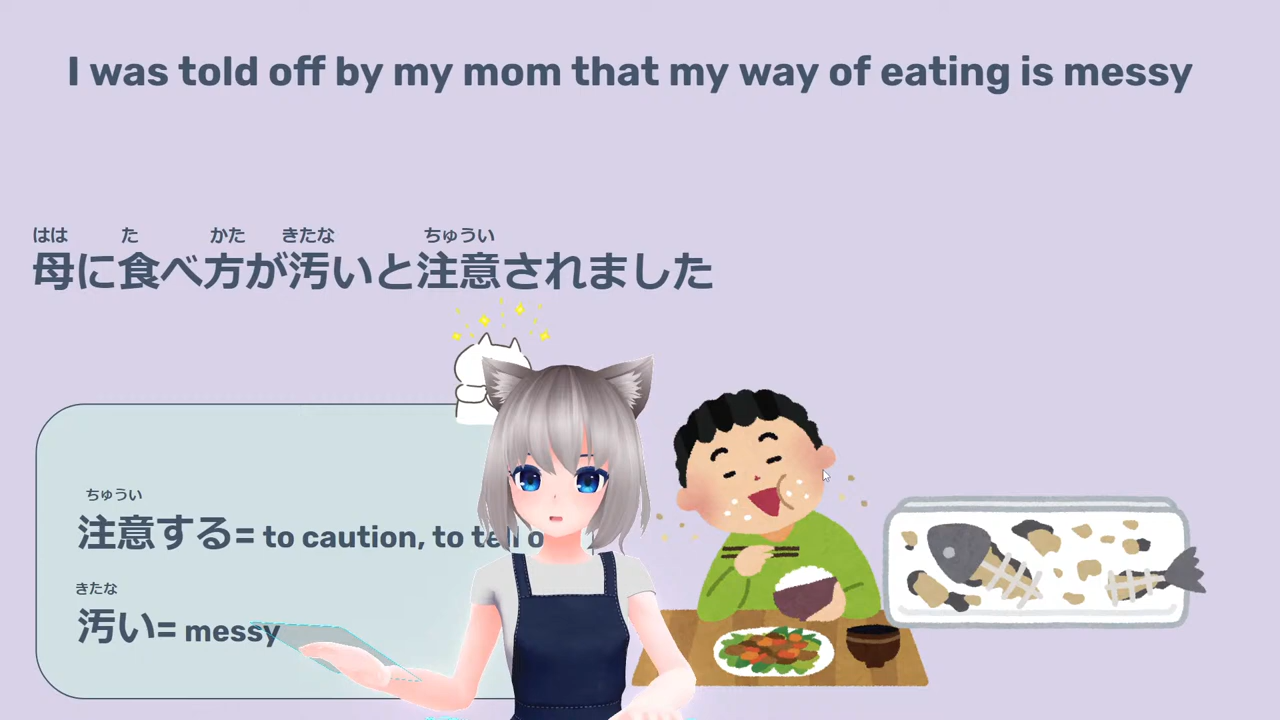 I was told off by my mom that my way of eating is messy
はは た かた きたな ちゅうい
母に食べ方が汚いと注意されました
ちゅうい
注意する= to caution, to tell o
きたな
汚い= messy